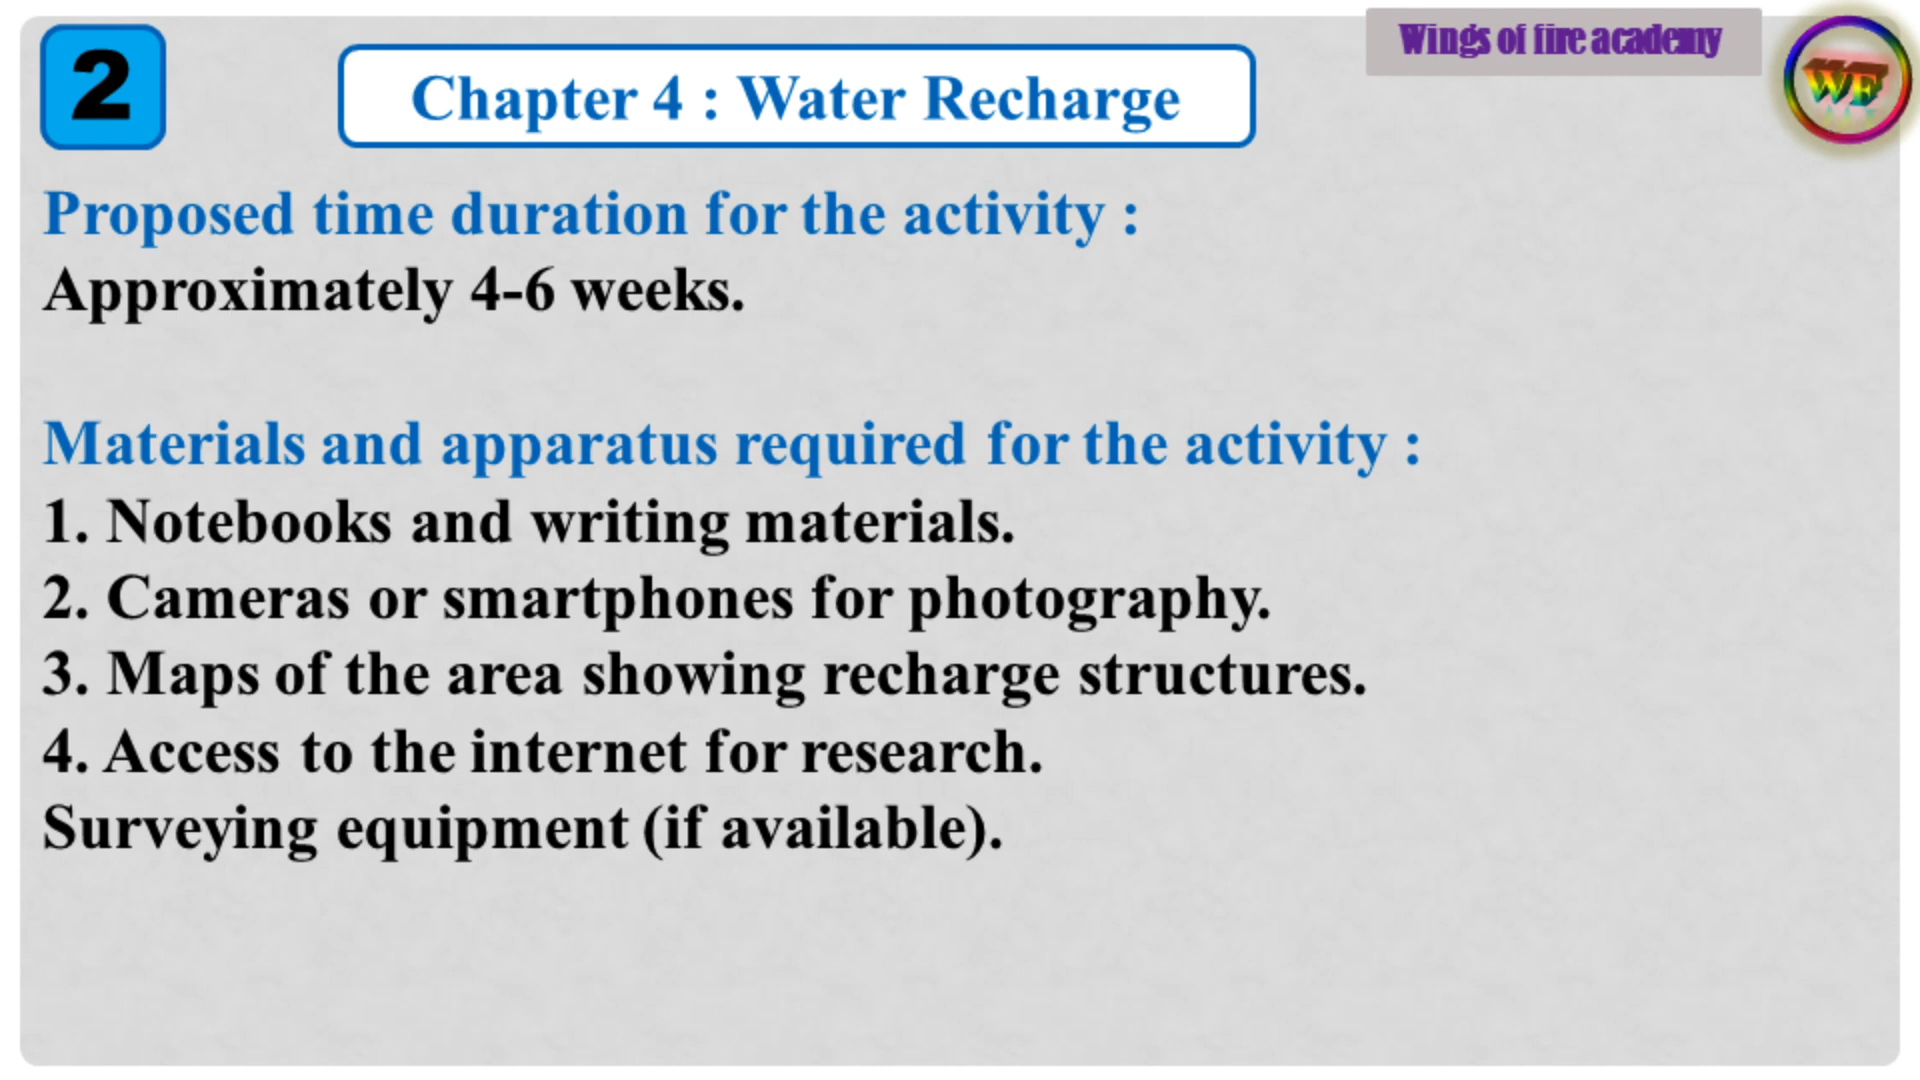 2
Chapter 4 : Water Recharge
Wings of fire academy
WF
Proposed time duration for the activity :
Approximately 4-6 weeks.
Materials and apparatus required for the activity :
1. Notebooks and writing materials.
2. Cameras or smartphones for photography.
3. Maps of the area showing recharge structures.
4. Access to the internet for research.
Surveying equipment (if available).